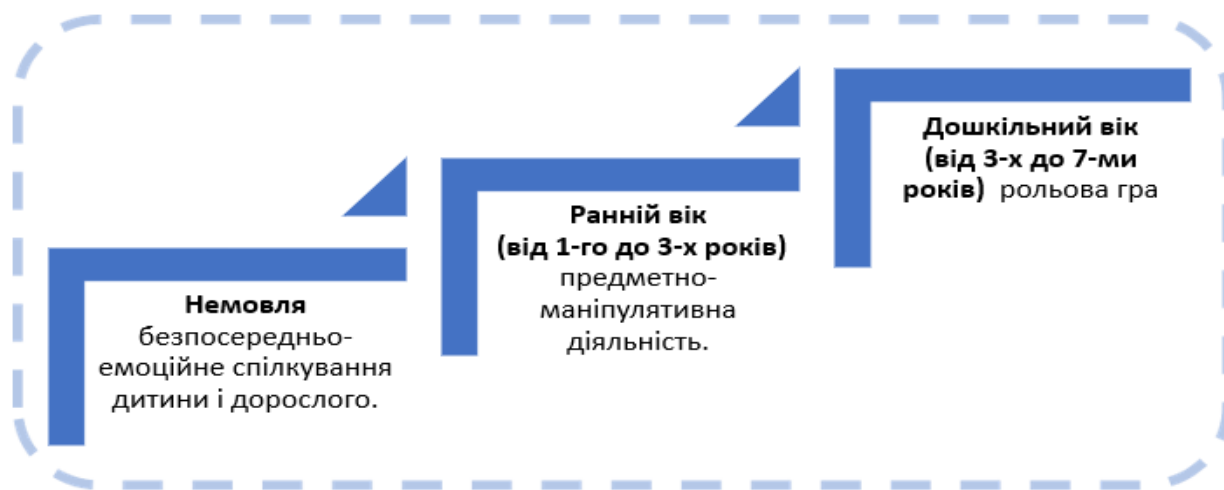 Немовля
безпосередньо-
емоційне спілкування
дитини і дорослого.
Ранній вік
(від 1-го до 3-х років)
предметно-
маніпулятивна
діяльність.
Дошкільний вік
(від 3-х до 7-ми
років) рольова гра